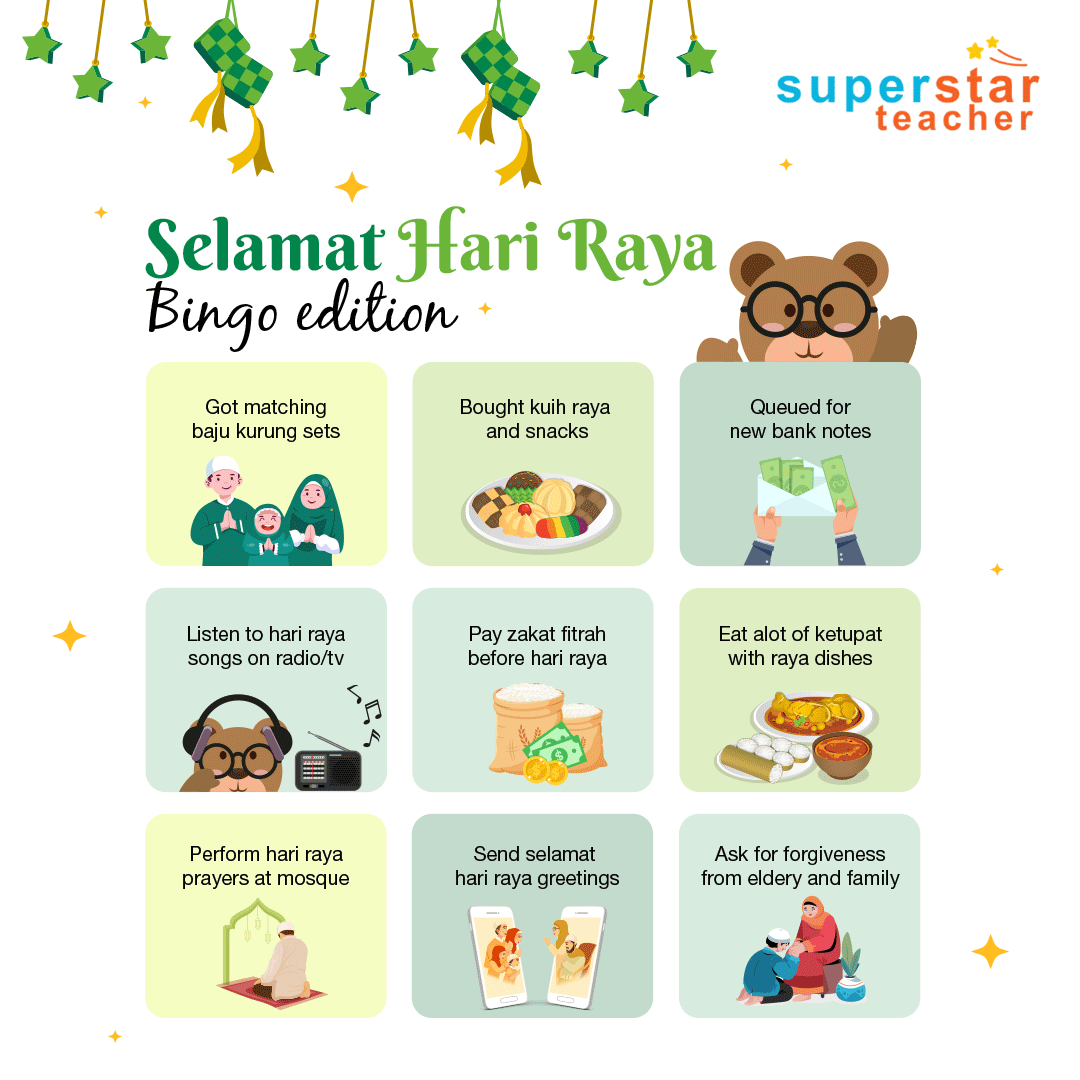 superstar
teacher
Selamat Hari Raya
Bingo edition
Got matching
baju kurung sets
Bought kuih raya
and snacks
Queued for
new bank notes
Listen to hari raya
songs on radio/tv
Pay zakat fitrah
before hari raya
Eat alot of ketupat
with raya dishes
Perform hari raya
prayers at mosque
Send selamat
hari raya greetings
Ask for forgiveness
from eldery and family